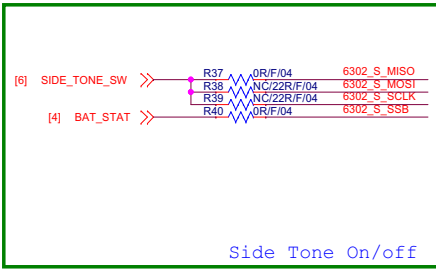 R37 0R/F/04 6302_S_MISO
[6] SIDE_TONE_SW
R38 NC/22R/F/04 6302_S_MOSI
R39 NC/22R/F/04 6302_S_SCLK
R40 0R/F/04 6302_S_SSB
[4] BAT_STAT
Side Tone On/off